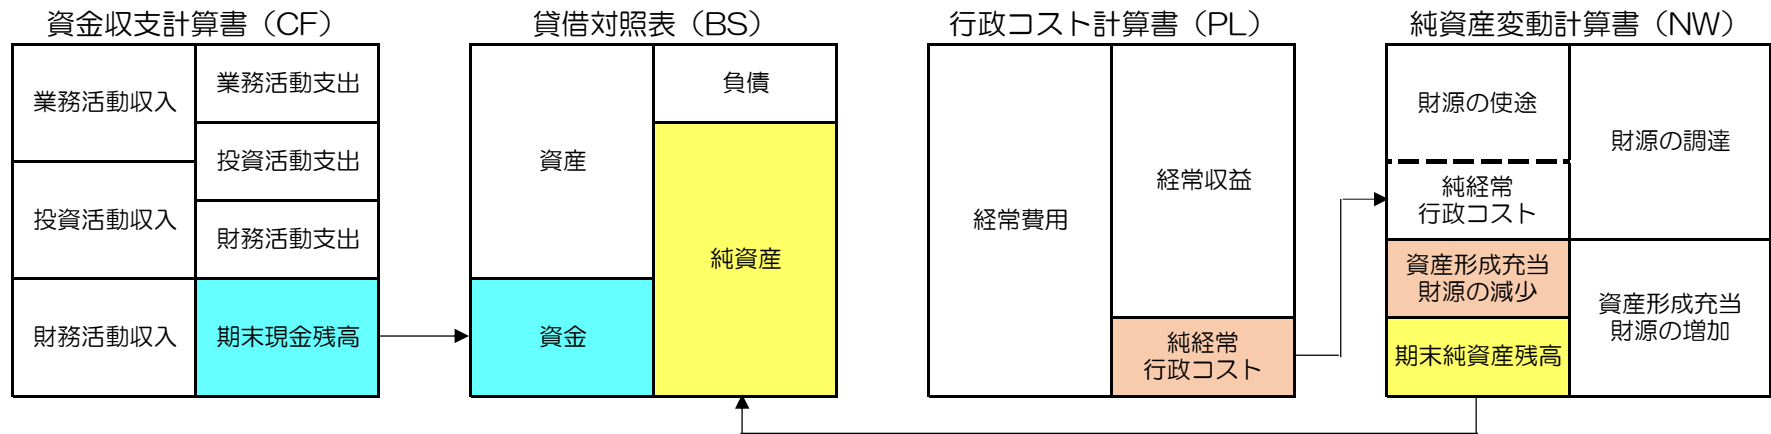 資金収支計算書（CF）
業務活動収入
投資活動収入
財務活動収入
業務活動支出
投資活動支出
財務活動支出
期末現金残高
貸借対照表（BS）
資産
資金
負債
純資産
行政コスト計算書（PL）
経常費用
経常収益
純経常
行政コスト
純資産変動計算書（NW）
財源の使途
純経常
行政コスト
資産形成充当
財源の減少
期末純資産残高
財源の調達
資産形成充当
財源の増加